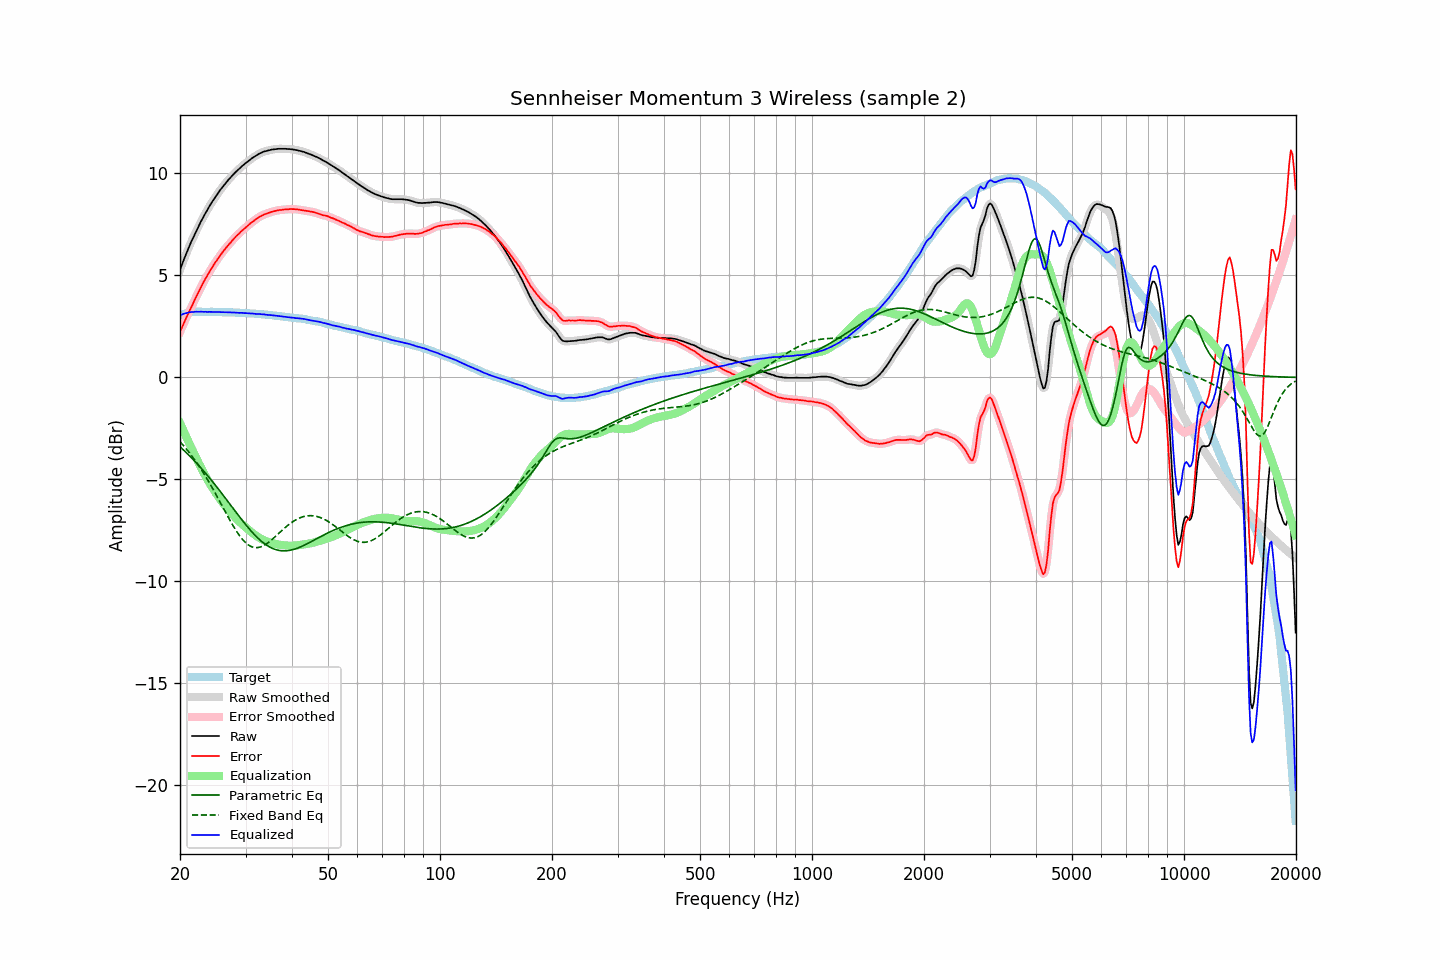 Sennheiser Momentum 3 Wireless (sample 2)
10
5
0
−5
−10
−15
−20
Amplitude (dBr)
Target
Raw Smoothed
Error Smoothed
Raw
Error
Equalization
Parametric Eq
Fixed Band Eq
Equalized
20 50 100 200 500 1000 2000 5000 10000 20000
Frequency (Hz)